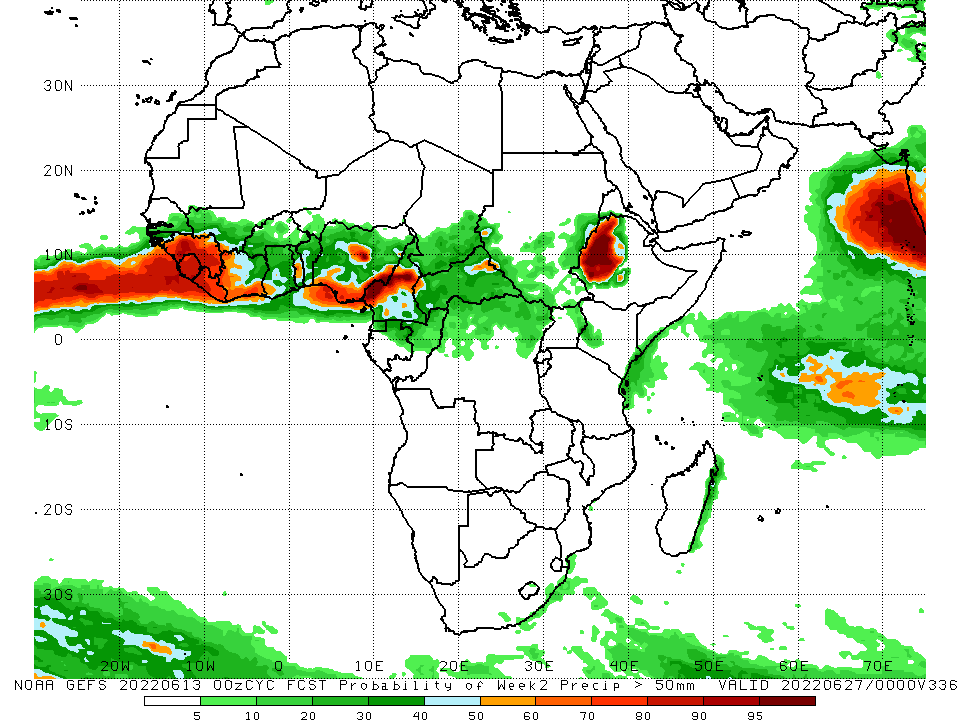 30N
20N
10N
0
10S
20S
30S
20W 10W 0 10E 20E 30E 40E 50E 60E 70E
NOAA GEFS 20220613 00zCYC FCST Probability of Week2 Precip > 50mm VALID 20220627/0000V336
5 10 20 30 40 50 60 70 80 90 95